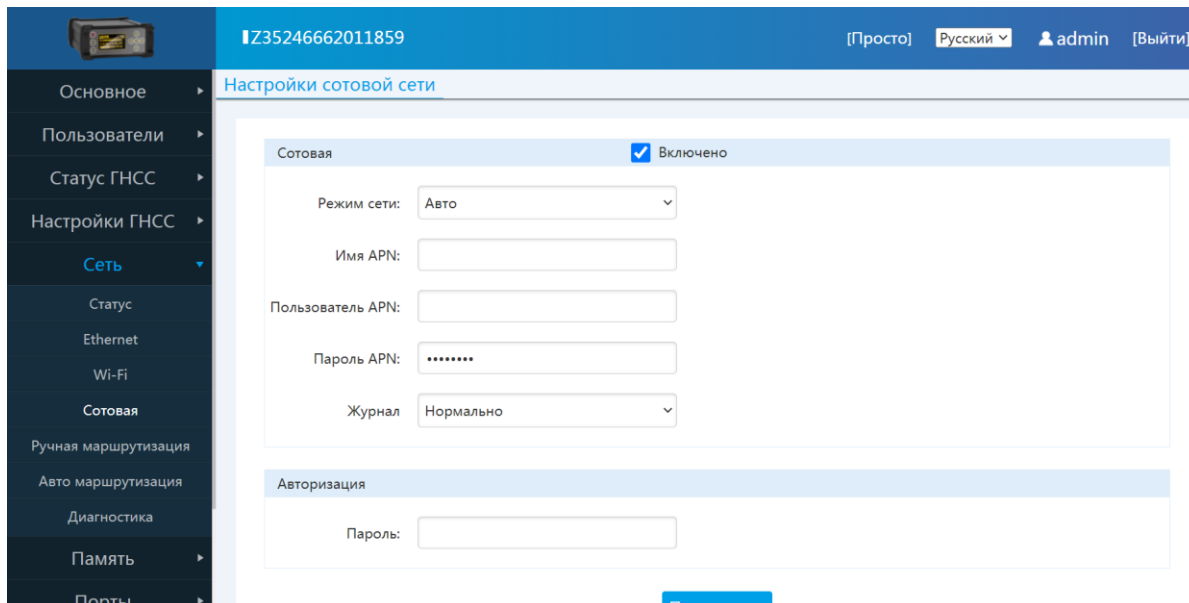 Z35246662011859
[Просто]
Русский
admin
[Выйти]
Настройки сотовой сети
Основное
Пользователи
Статус ГНСС
Настройки ГНСС
Сеть
Статус
Ethernet
Wi-Fi
Сотовая
Ручная маршрутизация
Авто маршрутизация
Диагностика
Память
Порты
Сотовая
Включено
Режим сети: Авто
Имя APN:
Пользователь APN:
Пароль APN: ••••••••
Журнал Нормально
Авторизация
Пароль: